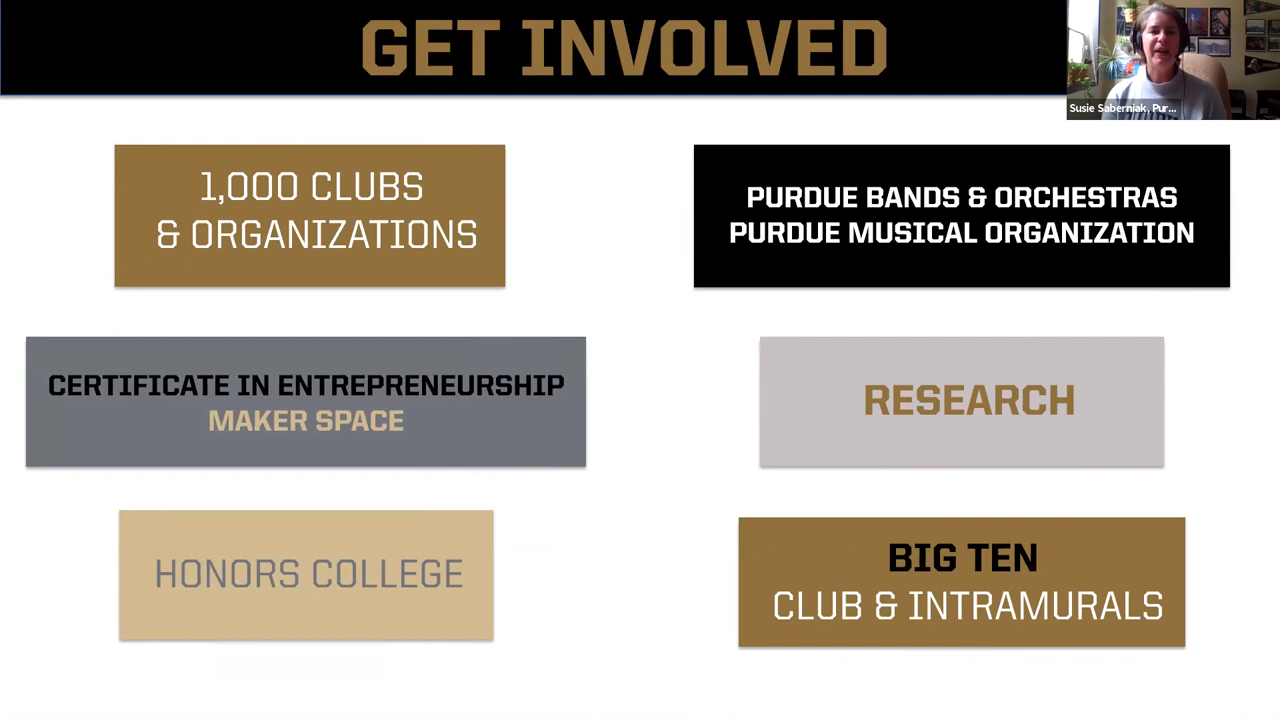 GET INVOLVED
Susie Saberniak, Pur...
1,000 CLUBS
& ORGANIZATIONS
PURDUE BANDS & ORCHESTRAS
PURDUE MUSICAL ORGANIZATION
CERTIFICATE IN ENTREPRENEURSHIP
MAKER SPACE
RESEARCH
HONORS COLLEGE
BIG TEN
CLUB & INTRAMURALS